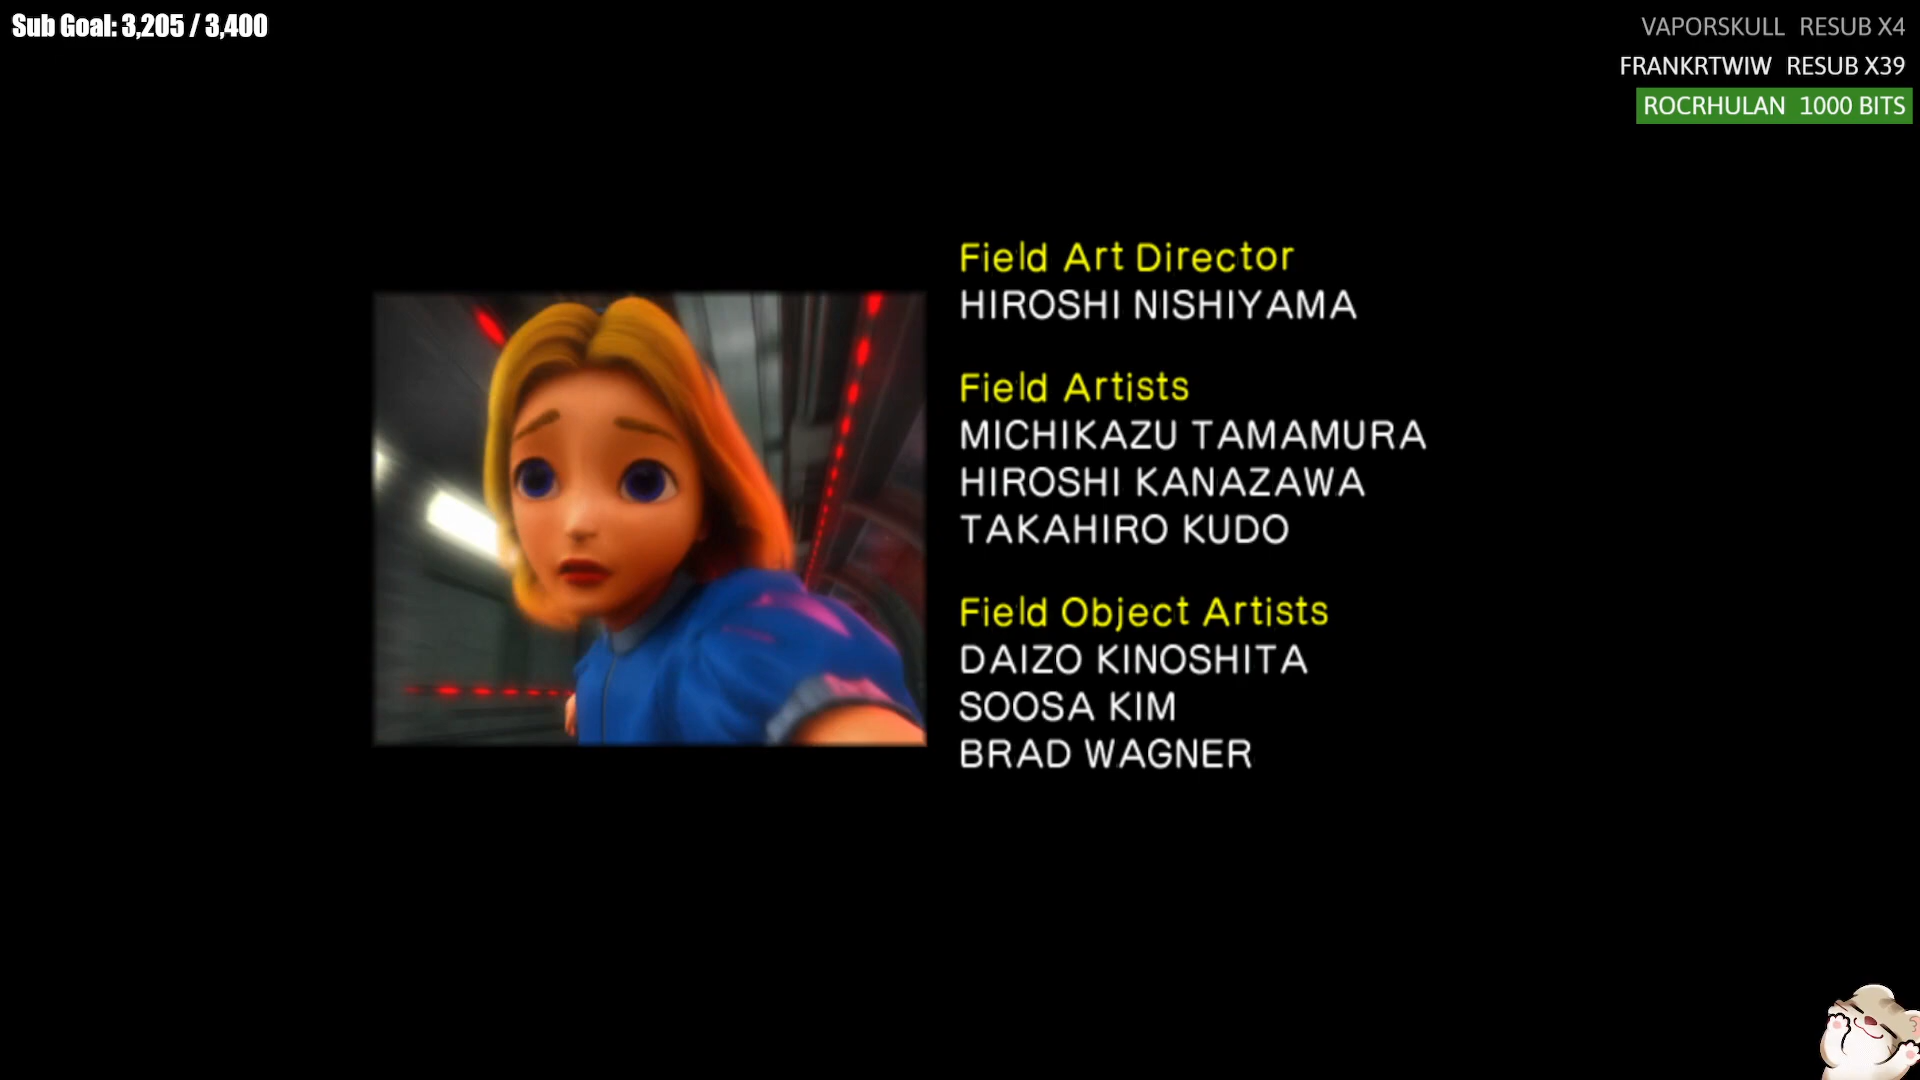 Sub Goal: 3,205 / 3,400
VAPORSKULL RESUB X4
FRANKRTWIW RESUB X39
ROCRHULAN 1000 BITS
Field Art Director
HIROSHI NISHIYAMA
Field Artists
MICHIKAZU TAMAMURA
HIROSHI KANAZAWA
TAKAHIRO KUDO
Field Object Artists
DAIZO KINOSHITA
SOOSA KIM
BRAD WAGNER